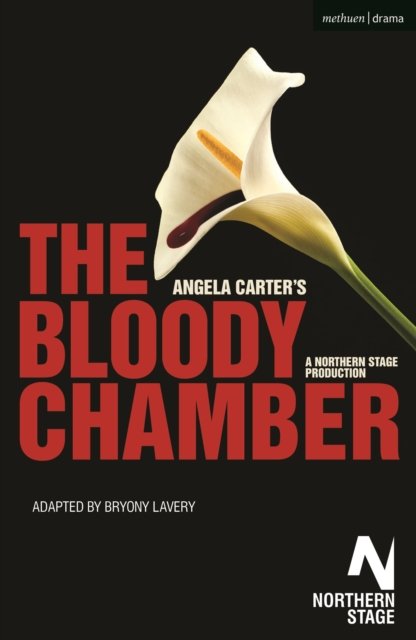 methuen | drama
THE
ANGELA CARTER'S
BLOODY
A NORTHERN STAGE
PRODUCTION
CHAMBER
ADAPTED BY BRYONY LAVERY
N
NORTHERN
STAGE